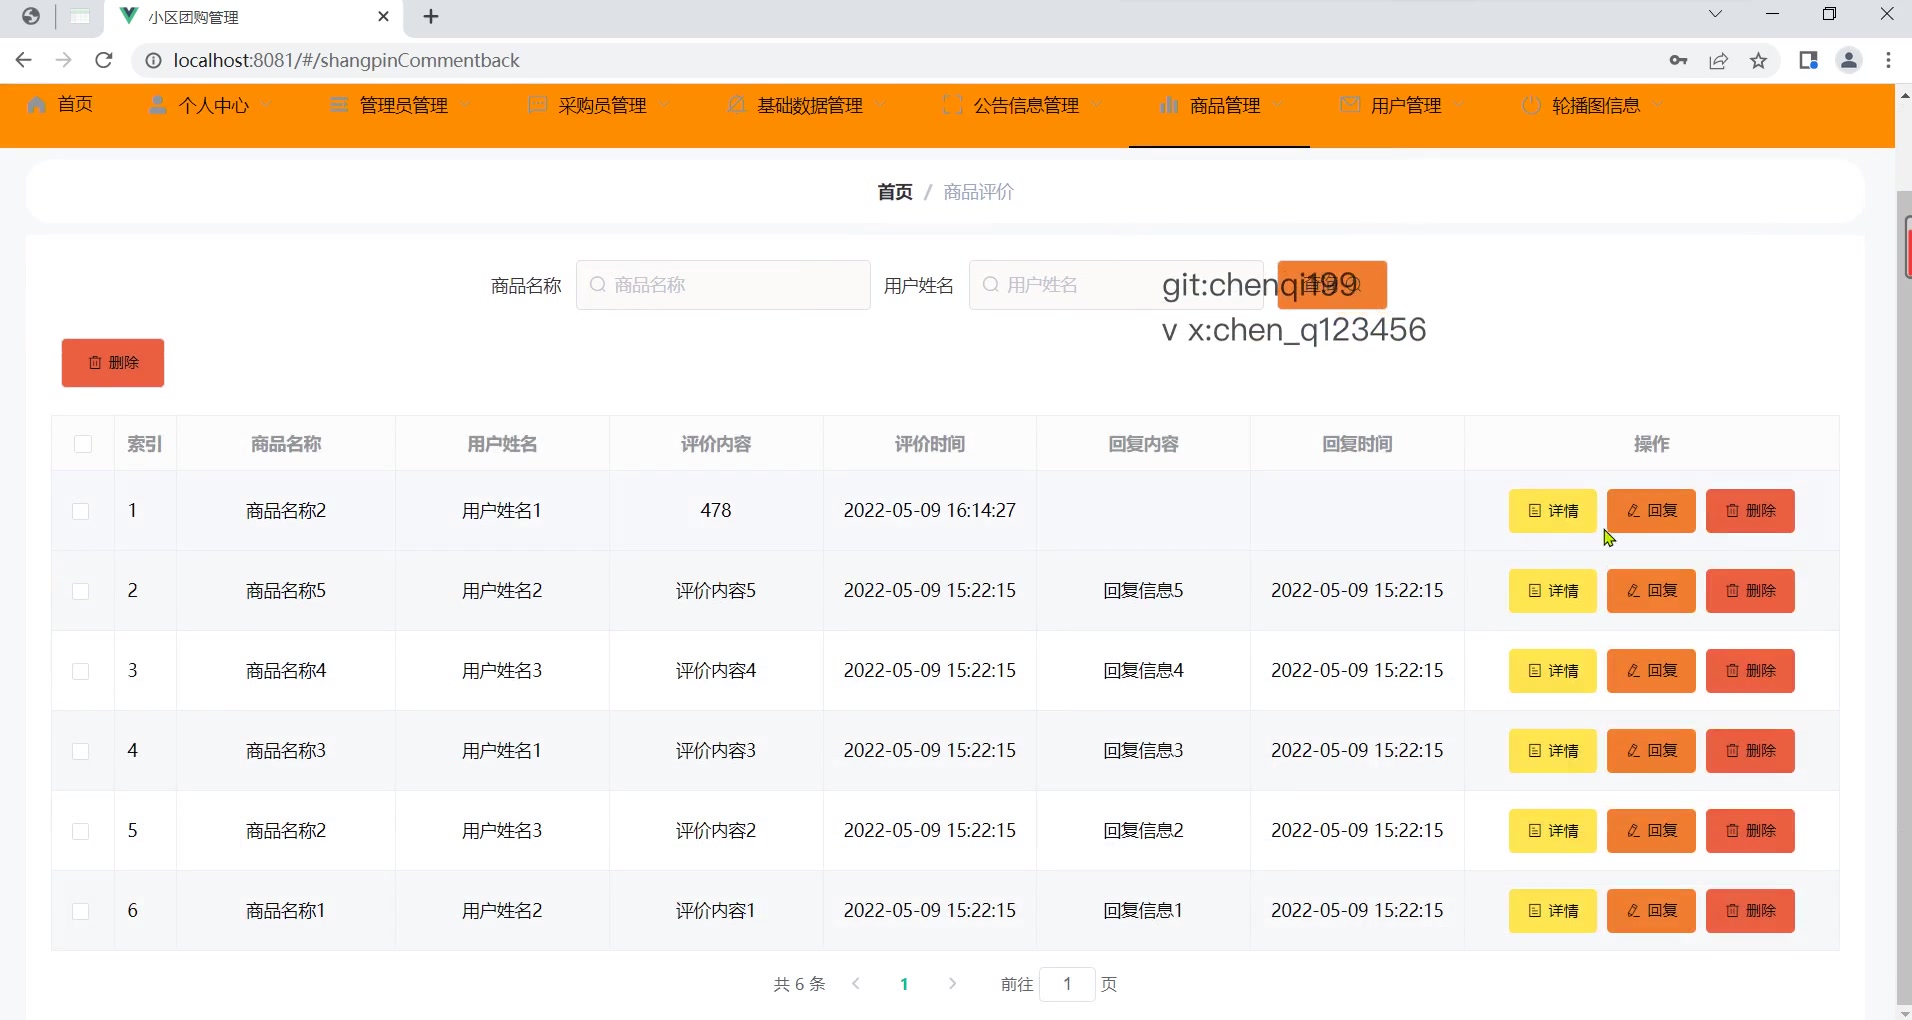 小区团购管理
localhost:8081/#/shangpinCommentback
首页 个人中心 管理员管理 采购员管理 基础数据管理 公告信息管理 商品管理 用户管理 轮播图信息
首页 / 商品评价
商品名称 商品名称 用户姓名 用户姓名
git:chenqi199
v x:chen_q123456
删除
索引 商品名称 用户姓名 评价内容 评价时间 回复内容 回复时间 操作
1 商品名称2 用户姓名1 478 2022-05-09 16:14:27 详情 回复 删除
2 商品名称5 用户姓名2 评价内容5 2022-05-09 15:22:15 回复信息5 2022-05-09 15:22:15 详情 回复 删除
3 商品名称4 用户姓名3 评价内容4 2022-05-09 15:22:15 回复信息4 2022-05-09 15:22:15 详情 回复 删除
4 商品名称3 用户姓名1 评价内容3 2022-05-09 15:22:15 回复信息3 2022-05-09 15:22:15 详情 回复 删除
5 商品名称2 用户姓名3 评价内容2 2022-05-09 15:22:15 回复信息2 2022-05-09 15:22:15 详情 回复 删除
6 商品名称1 用户姓名2 评价内容1 2022-05-09 15:22:15 回复信息1 2022-05-09 15:22:15 详情 回复 删除
共 6 条 1 前往 1 页